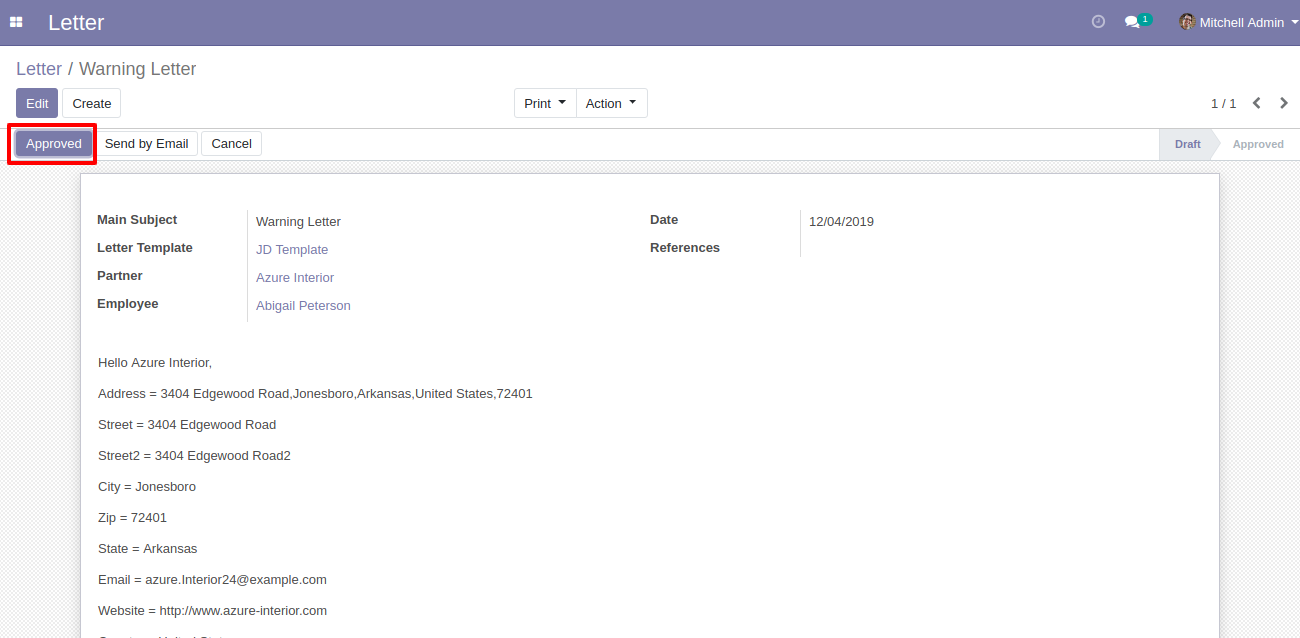 Letter
1
Mitchell Admin
Letter / Warning Letter
Edit
Create
Print
Action
1 / 1
Approved
Send by Email
Cancel
Draft
Approved
Main Subject
Warning Letter
Date
12/04/2019
Letter Template
JD Template
References
Partner
Azure Interior
Employee
Abigail Peterson
Hello Azure Interior,
Address = 3404 Edgewood Road,Jonesboro,Arkansas,United States,72401
Street = 3404 Edgewood Road
Street2 = 3404 Edgewood Road2
City = Jonesboro
Zip = 72401
State = Arkansas
Email = azure.Interior24@example.com
Website = http://www.azure-interior.com